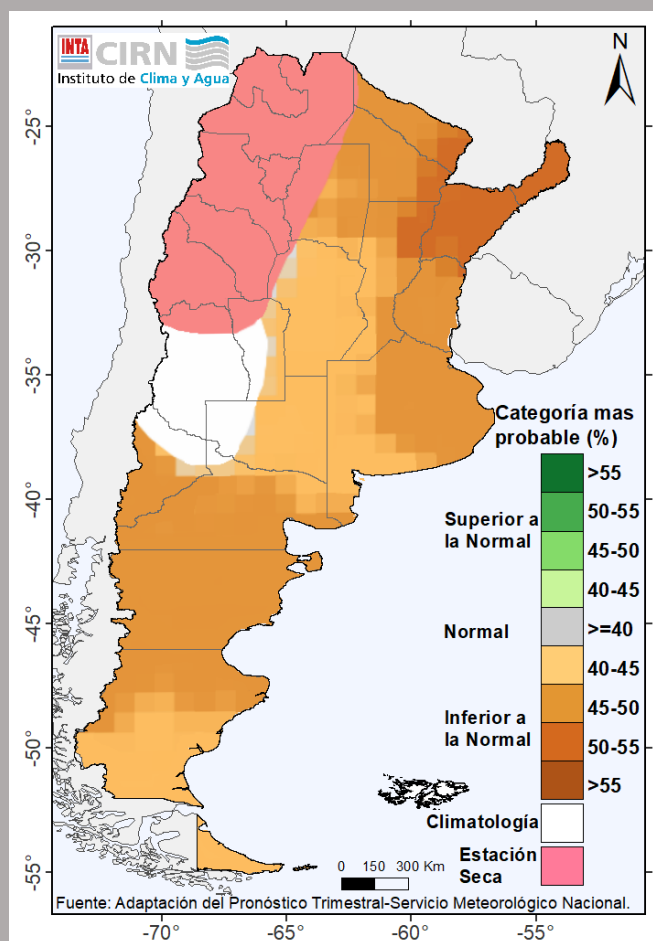 INTA CIRN
Instituto de Clima y Agua
N
-25°
-30°
-35°
-40°
-45°
-50°
-55°
Categoría mas
probable (%)
>55
50-55
Superior a
la Normal
45-50
40-45
Normal
>=40
40-45
45-50
Inferior a
la Normal
50-55
>55
Climatología
Estación
Seca
0 150 300 Km
Fuente: Adaptación del Pronóstico Trimestral-Servicio Meteorológico Nacional.
-70° -65° -60° -55°